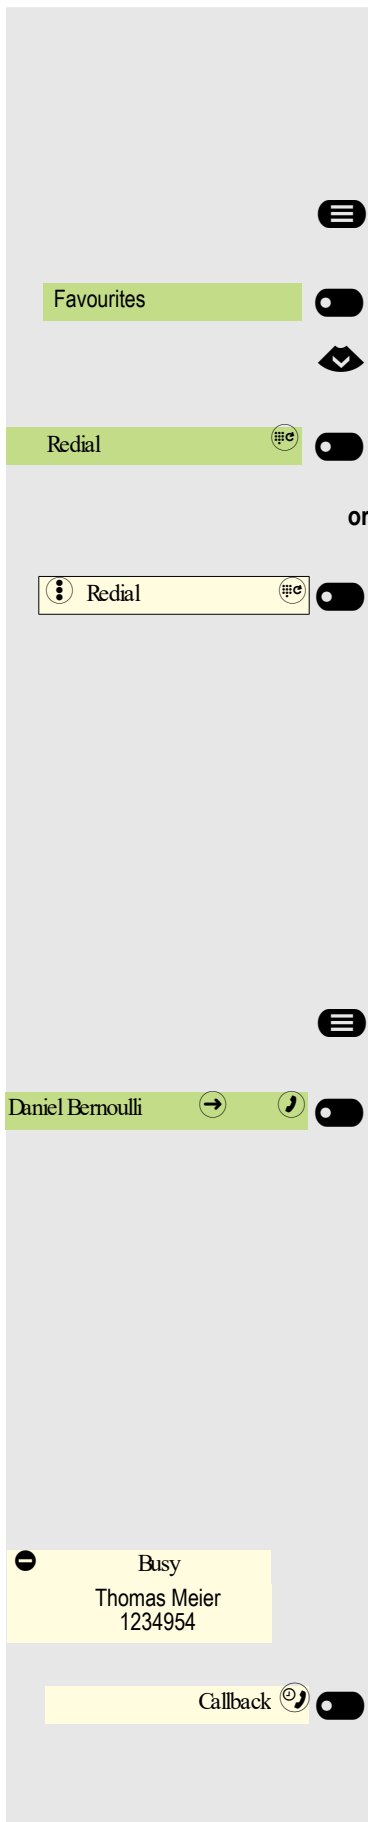 Favourites
Redial
or
Redial
Daniel Bernoulli
Busy
Thomas Meier
1234954
Callback